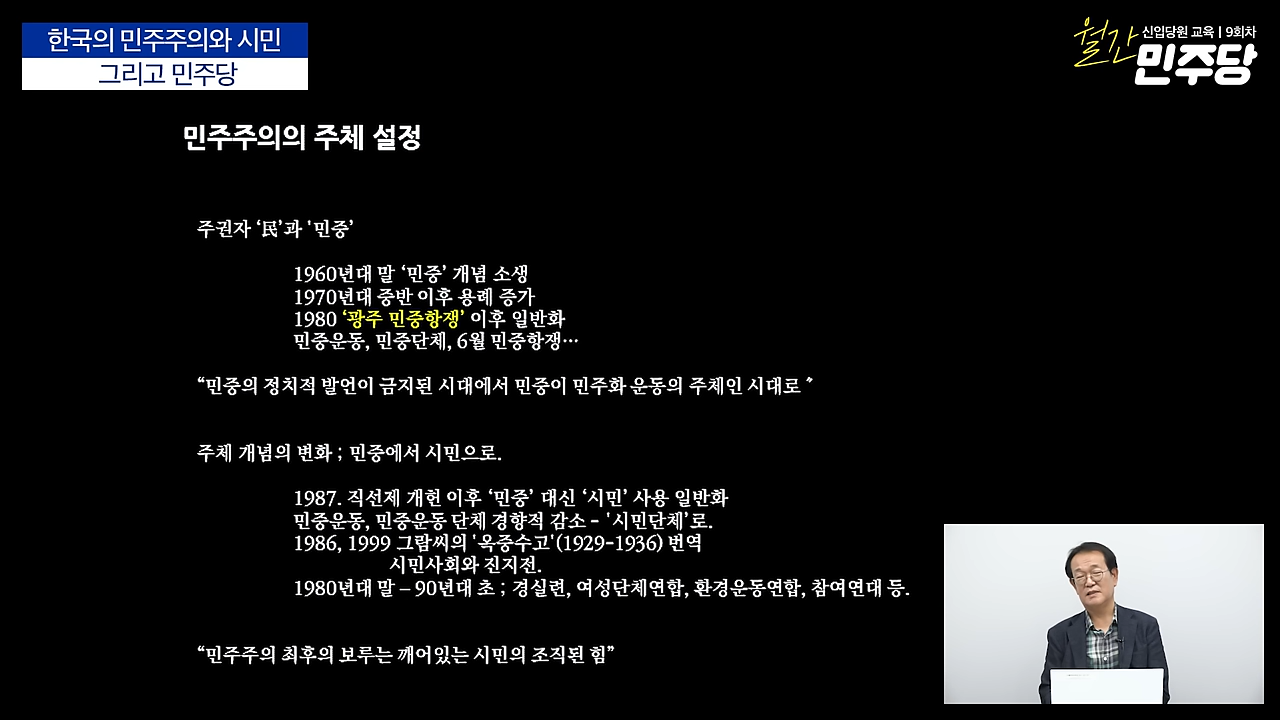 한국의 민주주의와 시민
그리고 민주당
월간
신입당원 교육 | 9회차
민주당
민주주의의 주체 설정
주권자 ‘民’과 '민중’
1960년대 말 ‘민중’ 개념 소생
1970년대 중반 이후 용례 증가
1980 ‘광주 민중항쟁’ 이후 일반화
민중운동, 민중단체, 6월 민중항쟁…
“민중의 정치적 발언이 금지된 시대에서 민중이 민주화 운동의 주체인 시대로 〞
주체 개념의 변화 ; 민중에서 시민으로.
1987. 직선제 개헌 이후 ‘민중’ 대신 ‘시민’ 사용 일반화
민중운동, 민중운동 단체 경향적 감소 - '시민단체’로.
1986, 1999 그람씨의 '옥중수고'(1929-1936) 번역
시민사회와 진지전.
1980년대 말 – 90년대 초 ; 경실련, 여성단체연합, 환경운동연합, 참여연대 등.
“민주주의 최후의 보루는 깨어있는 시민의 조직된 힘”